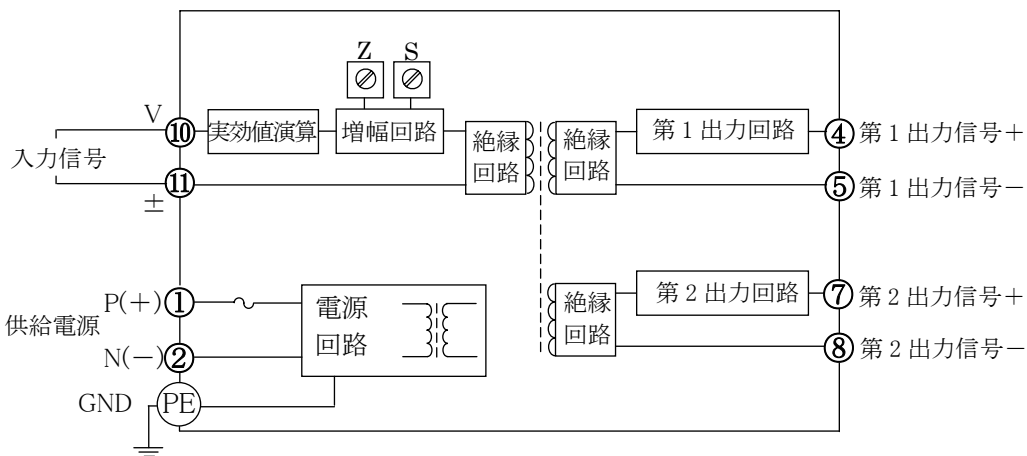 Z S
V
⑩ 実効値演算 増幅回路
入力信号
⑪
±
絶縁
回路
絶縁
回路
第1出力回路 ④ 第1出力信号+
⑤ 第1出力信号-
P(+) ①
供給電源
N(-) ②
電源
回路
GND PE
絶縁
回路
第2出力回路 ⑦ 第2出力信号+
⑧ 第2出力信号-